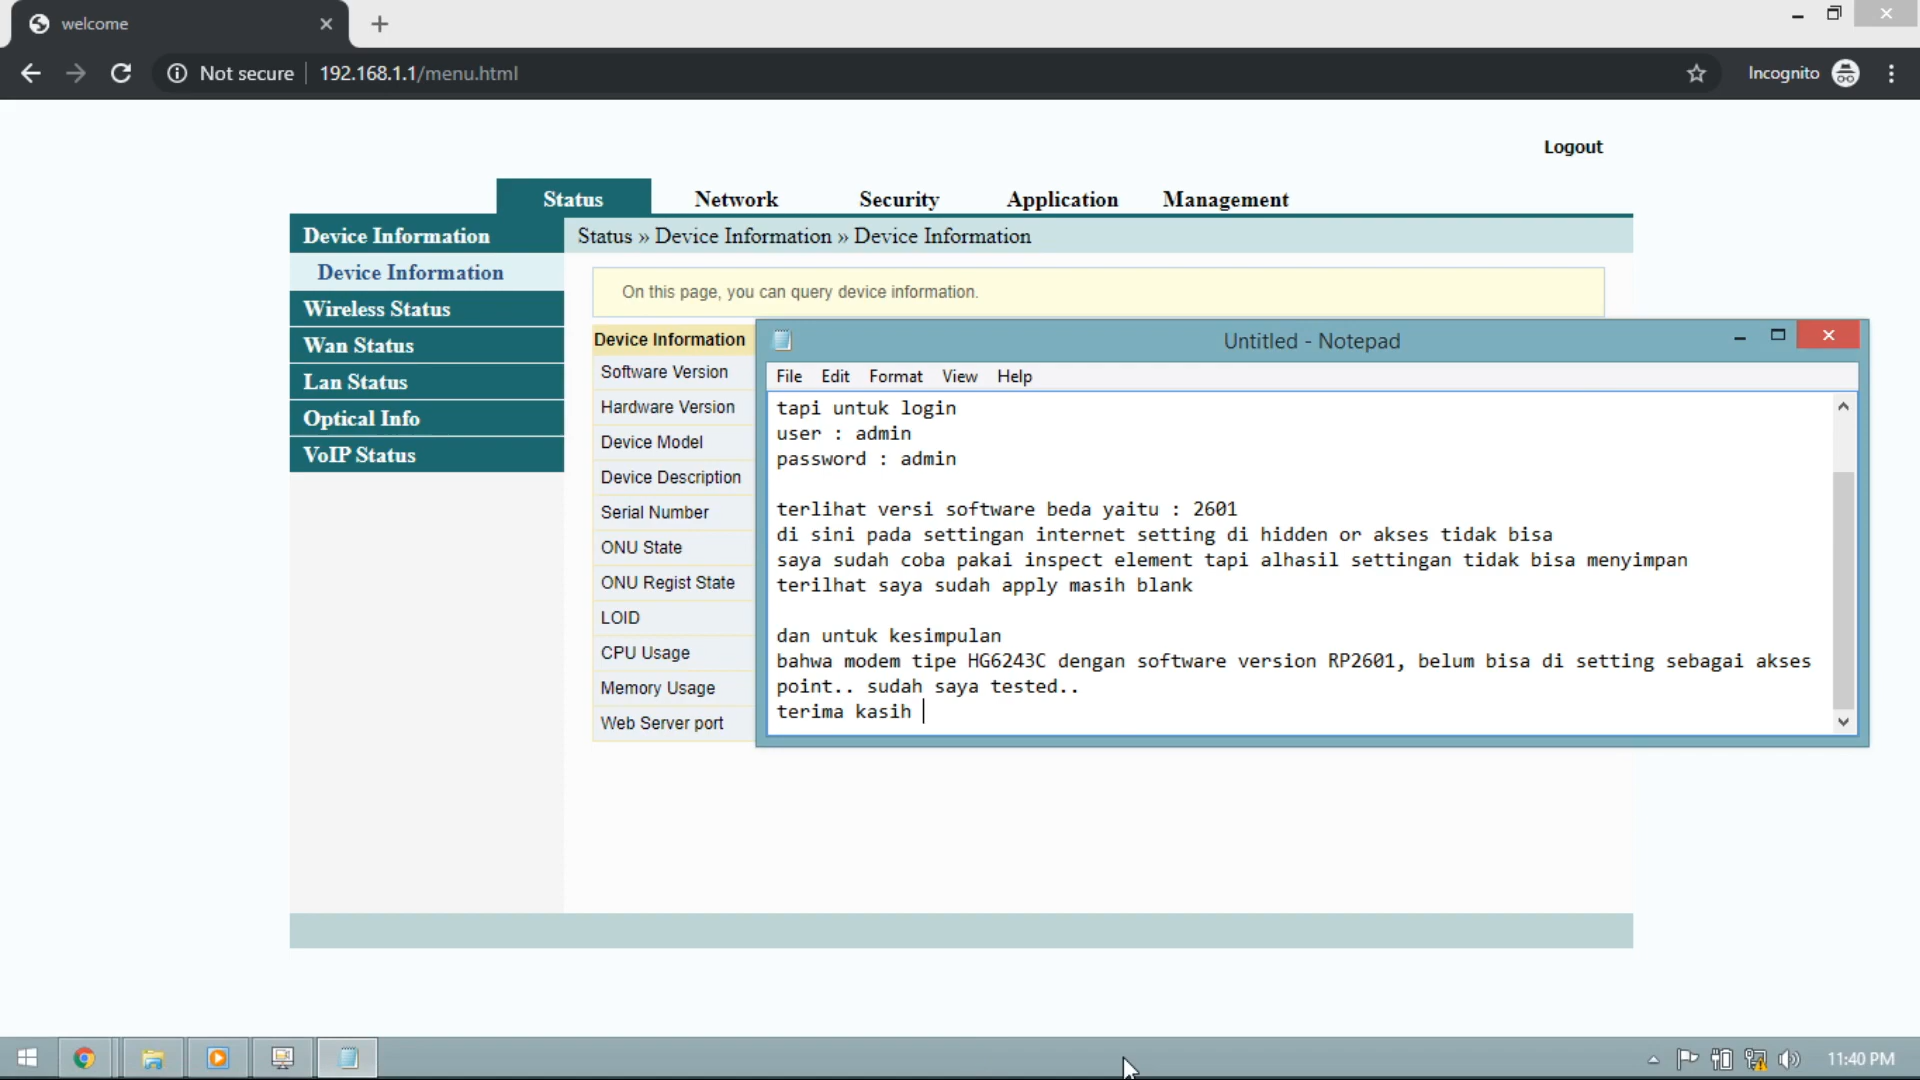 welcome
Not secure 192.168.1.1/menu.html
Incognito
Logout
Status Network Security Application Management
Device Information
Status » Device Information » Device Information
Device Information
Wireless Status
Wan Status
Lan Status
Optical Info
VoIP Status
On this page, you can query device information.
Device Information
Software Version
Hardware Version
Device Model
Device Description
Serial Number
ONU State
ONU Regist State
LOID
CPU Usage
Memory Usage
Web Server port
Untitled - Notepad
File Edit Format View Help
tapi untuk login
user : admin
password : admin
terlihat versi software beda yaitu : 2601
di sini pada settingan internet setting di hidden or akses tidak bisa
saya sudah coba pakai inspect element tapi alhasil settingan tidak bisa menyimpan
terilhat saya sudah apply masih blank
dan untuk kesimpulan
bahwa modem tipe HG6243C dengan software version RP2601, belum bisa di setting sebagai akses
point.. sudah saya tested..
terima kasih
11:40 PM